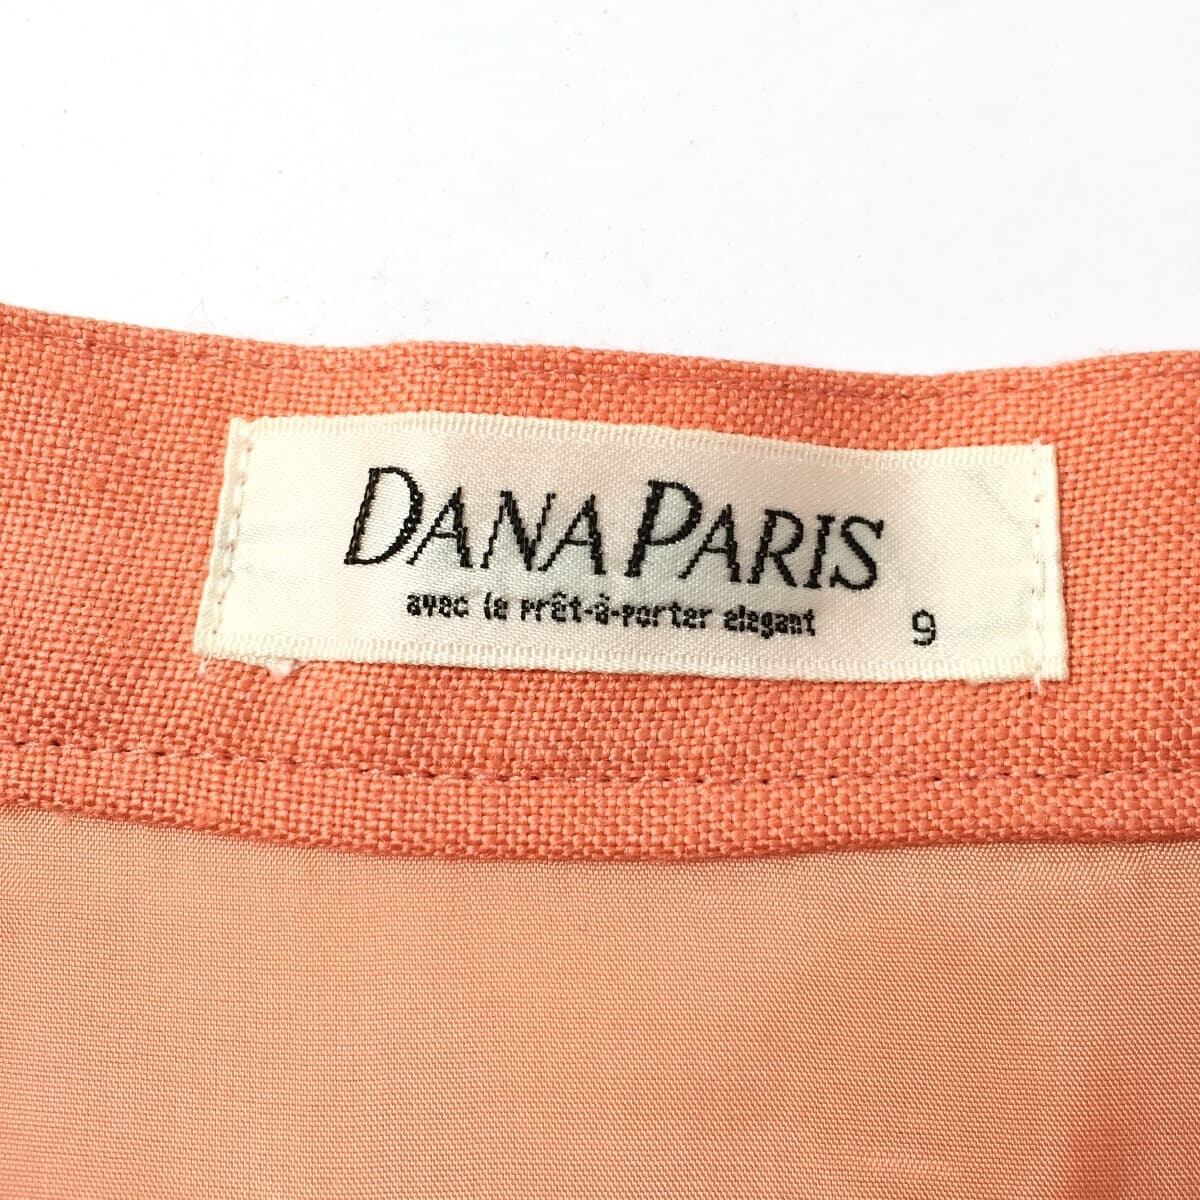 DANA PARIS
avec le Prêt-à-Porter elegant
9